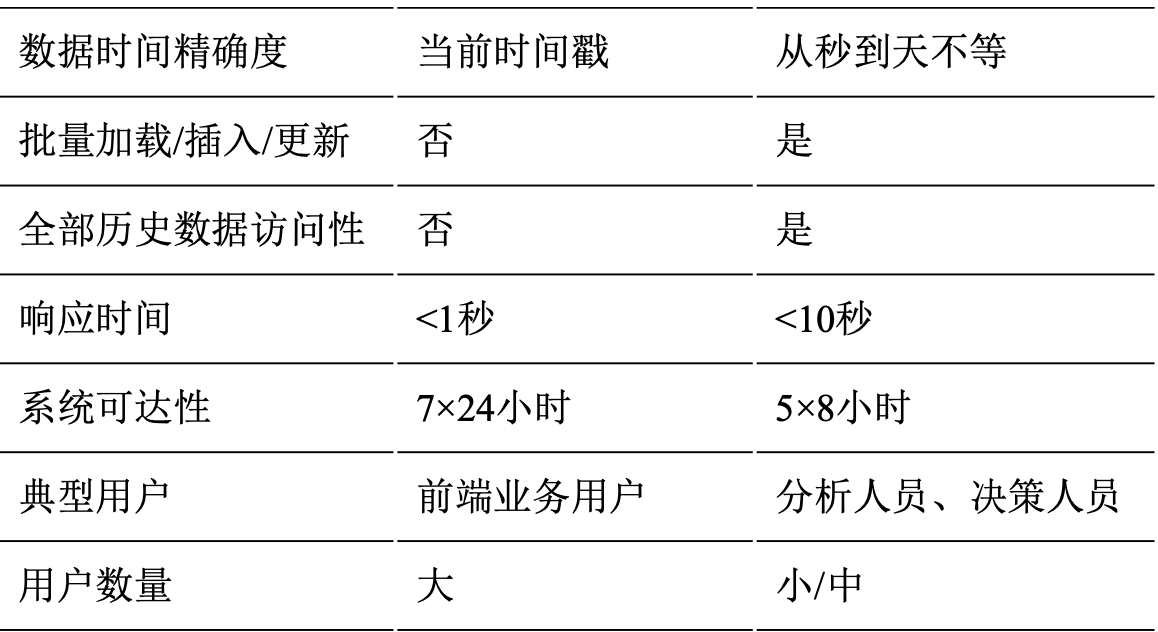 数据时间精确度 当前时间戳 从秒到天不等
批量加载/插入/更新 否 是
全部历史数据访问性 否 是
响应时间 <1秒 <10秒
系统可达性 7×24小时 5×8小时
典型用户 前端业务用户 分析人员、决策人员
用户数量 大 小/中